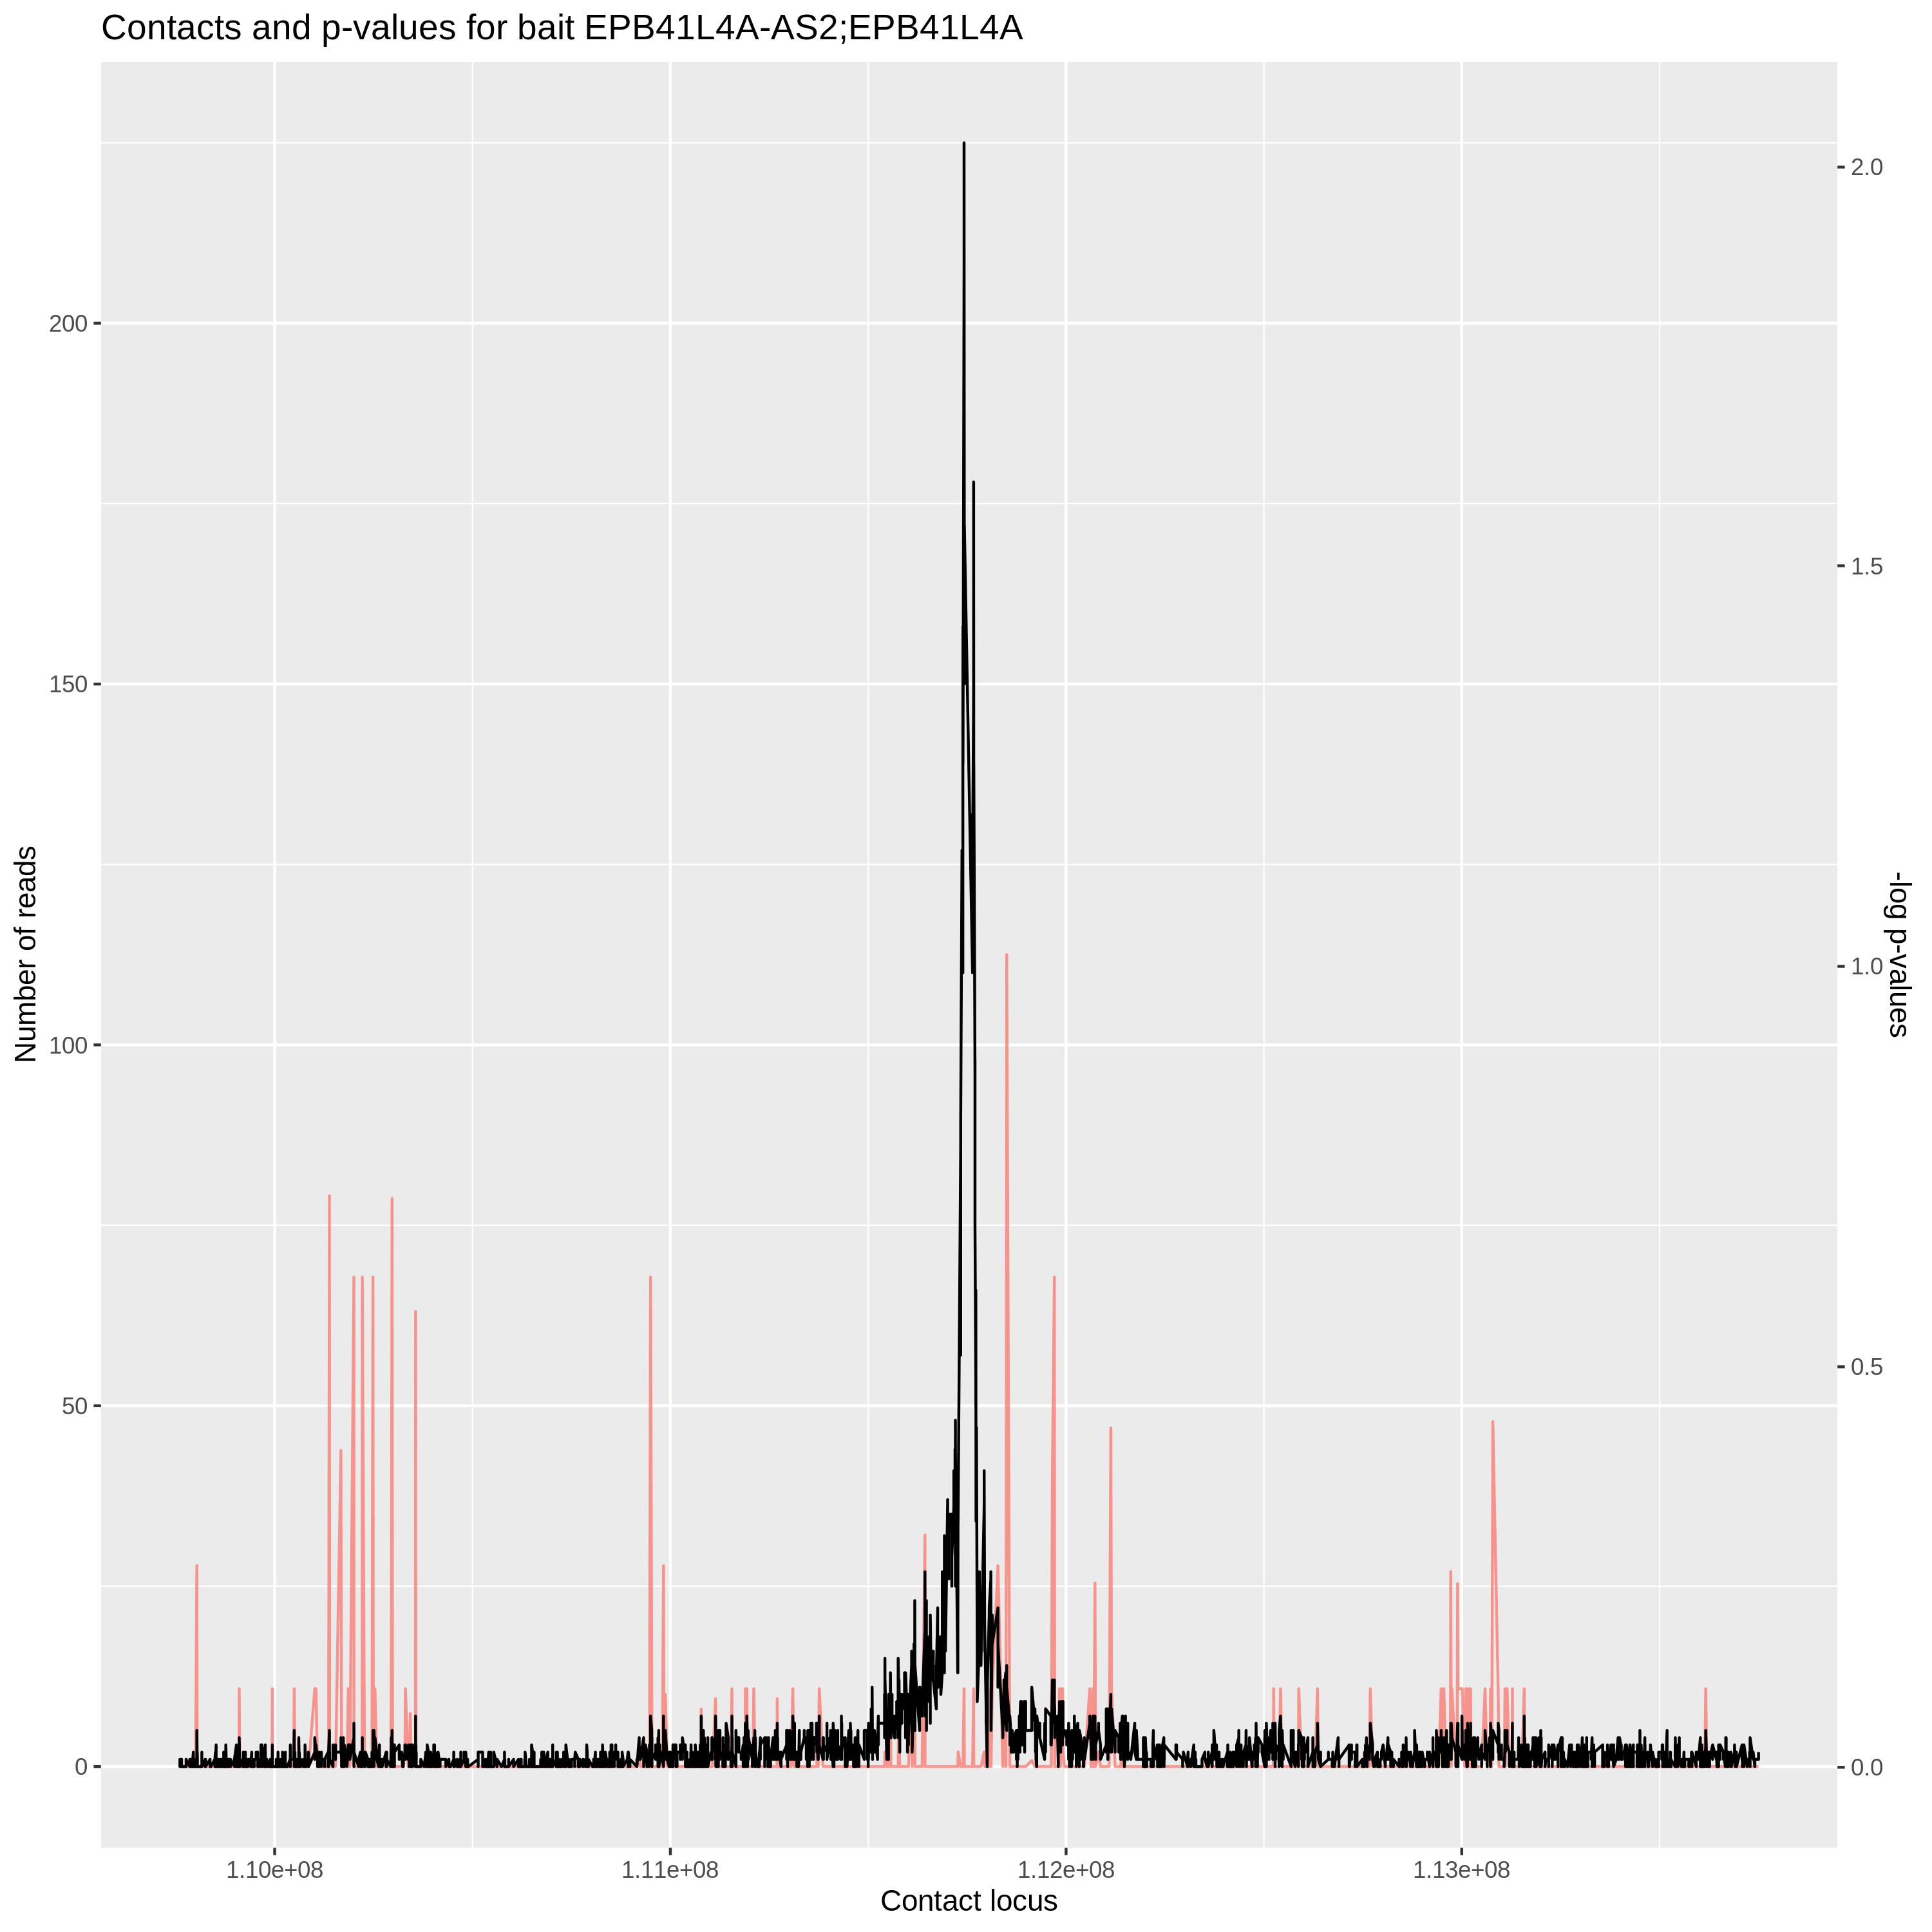 Contacts and p-values for bait EPB41L4A-AS2;EPB41L4A
Number of reads
200
150
100
50
0
2.0
1.5
1.0
0.5
0.0
-log p-values
1.10e+08
1.11e+08
1.12e+08
1.13e+08
Contact locus